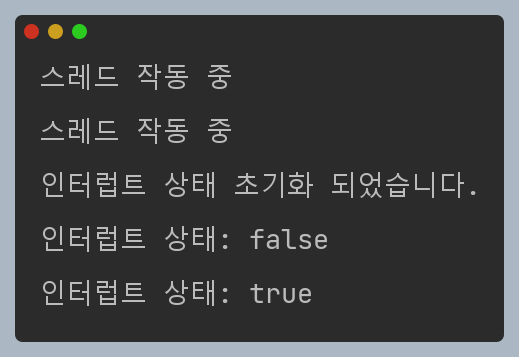 스레드 작동 중
스레드 작동 중
인터럽트 상태 초기화 되었습니다.
인터럽트 상태: false
인터럽트 상태: true